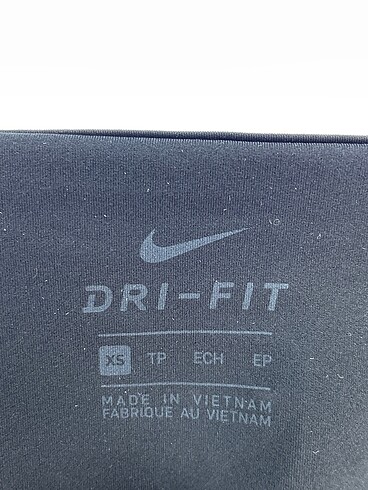 DRI-FIT
XS TP ECH EP
MADE IN VIETNAM
FABRIQUE AU VIETNAM